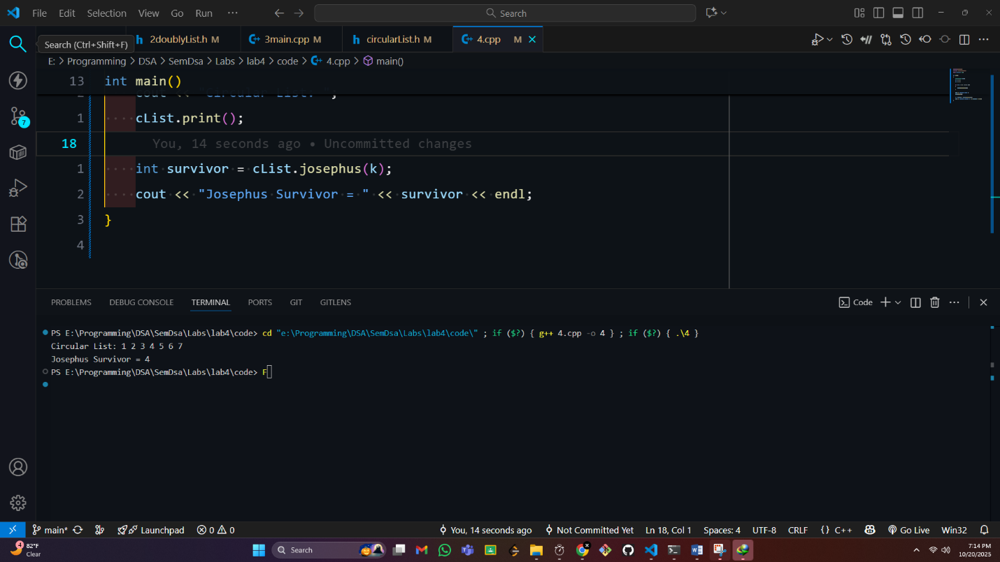 File Edit Selection View Go Run ··· Search
Search (Ctrl+Shift+F)
2doublyList.h M 3main.cpp M circularList.h M 4.cpp M
E: > Programming > DSA > SemDsa > Labs > lab4 > code > 4.cpp > main()
13 int main()
1 cList.print();
18 You, 14 seconds ago • Uncommitted changes
1 int survivor = cList.josephus(k);
2 cout << "Josephus Survivor = " << survivor << endl;
3 }
4
PROBLEMS DEBUG CONSOLE TERMINAL PORTS GIT GITLENS Code
PS E:\Programming\DSA\SemDsa\Labs\lab4\code> cd "e:\Programming\DSA\SemDsa\Labs\lab4\code\" ; if ($?) { g++ 4.cpp -o 4 } ; if ($?) { .\4 }
Circular List: 1 2 3 4 5 6 7
Josephus Survivor = 4
PS E:\Programming\DSA\SemDsa\Labs\lab4\code> F
7
main* Launchpad 0 0 You, 14 seconds ago Not Committed Yet Ln 18, Col 1 Spaces: 4 UTF-8 CRLF {} C++ Go Live Win32
4 82°F
Clear
Search
7:14 PM
10/20/2025